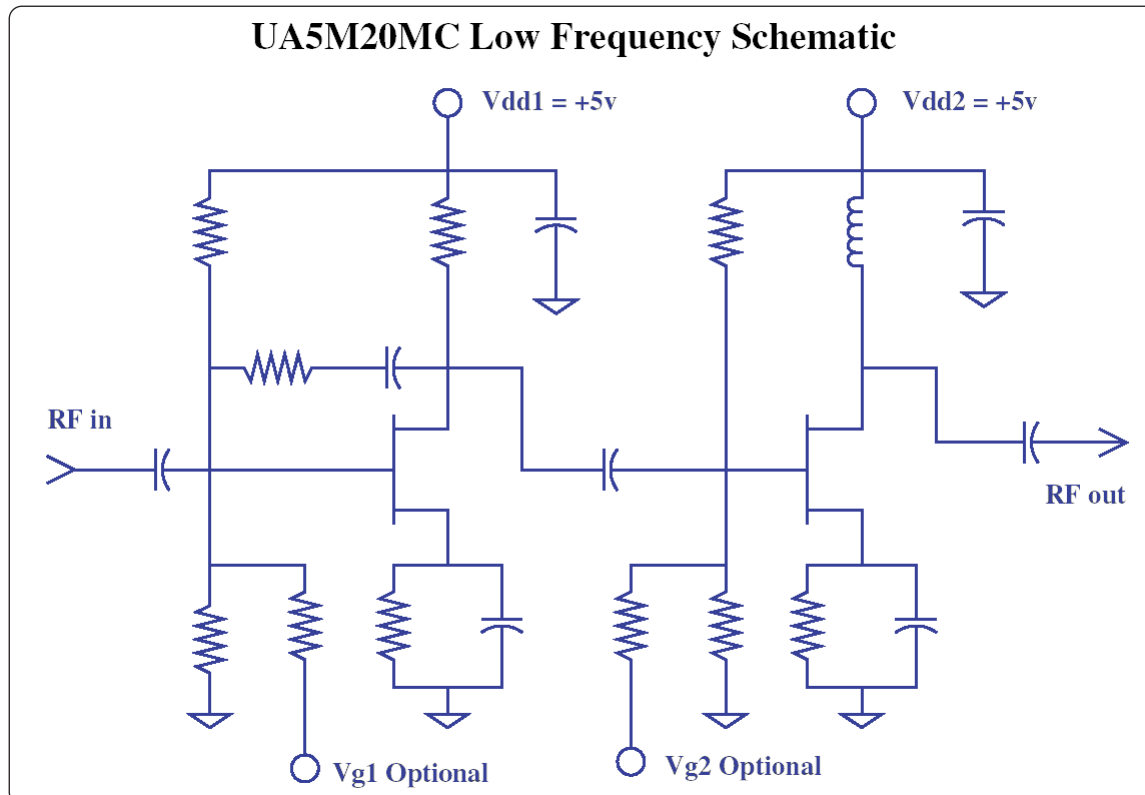 UA5M20MC Low Frequency Schematic
Vdd1 = +5v
Vdd2 = +5v
RF in
RF out
Vg1 Optional
Vg2 Optional